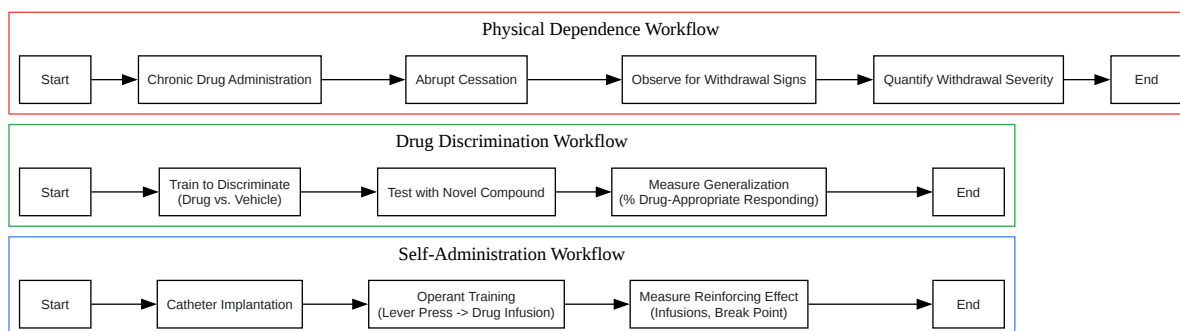 Physical Dependence Workflow
Start
Chronic Drug Administration
Abrupt Cessation
Observe for Withdrawal Signs
Quantify Withdrawal Severity
End
Drug Discrimination Workflow
Start
Train to Discriminate
(Drug vs. Vehicle)
Test with Novel Compound
Measure Generalization
(% Drug-Appropriate Responding)
End
Self-Administration Workflow
Start
Catheter Implantation
Operant Training
(Lever Press -> Drug Infusion)
Measure Reinforcing Effect
(Infusions, Break Point)
End